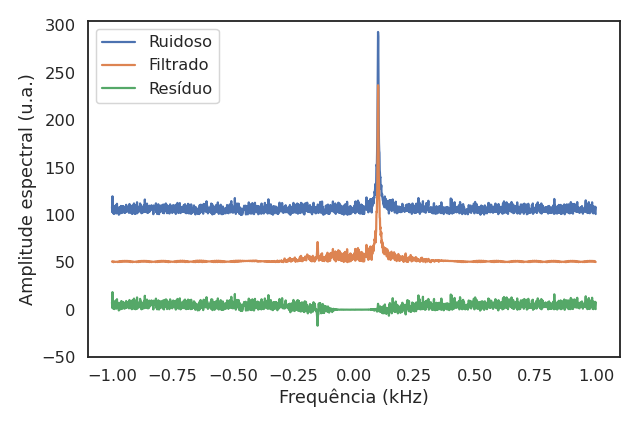 Ruidoso
Filtrado
Resíduo
300
250
200
150
100
50
0
−50
Amplitude espectral (u.a.)
−1.00 −0.75 −0.50 −0.25 0.00 0.25 0.50 0.75 1.00
Frequência (kHz)